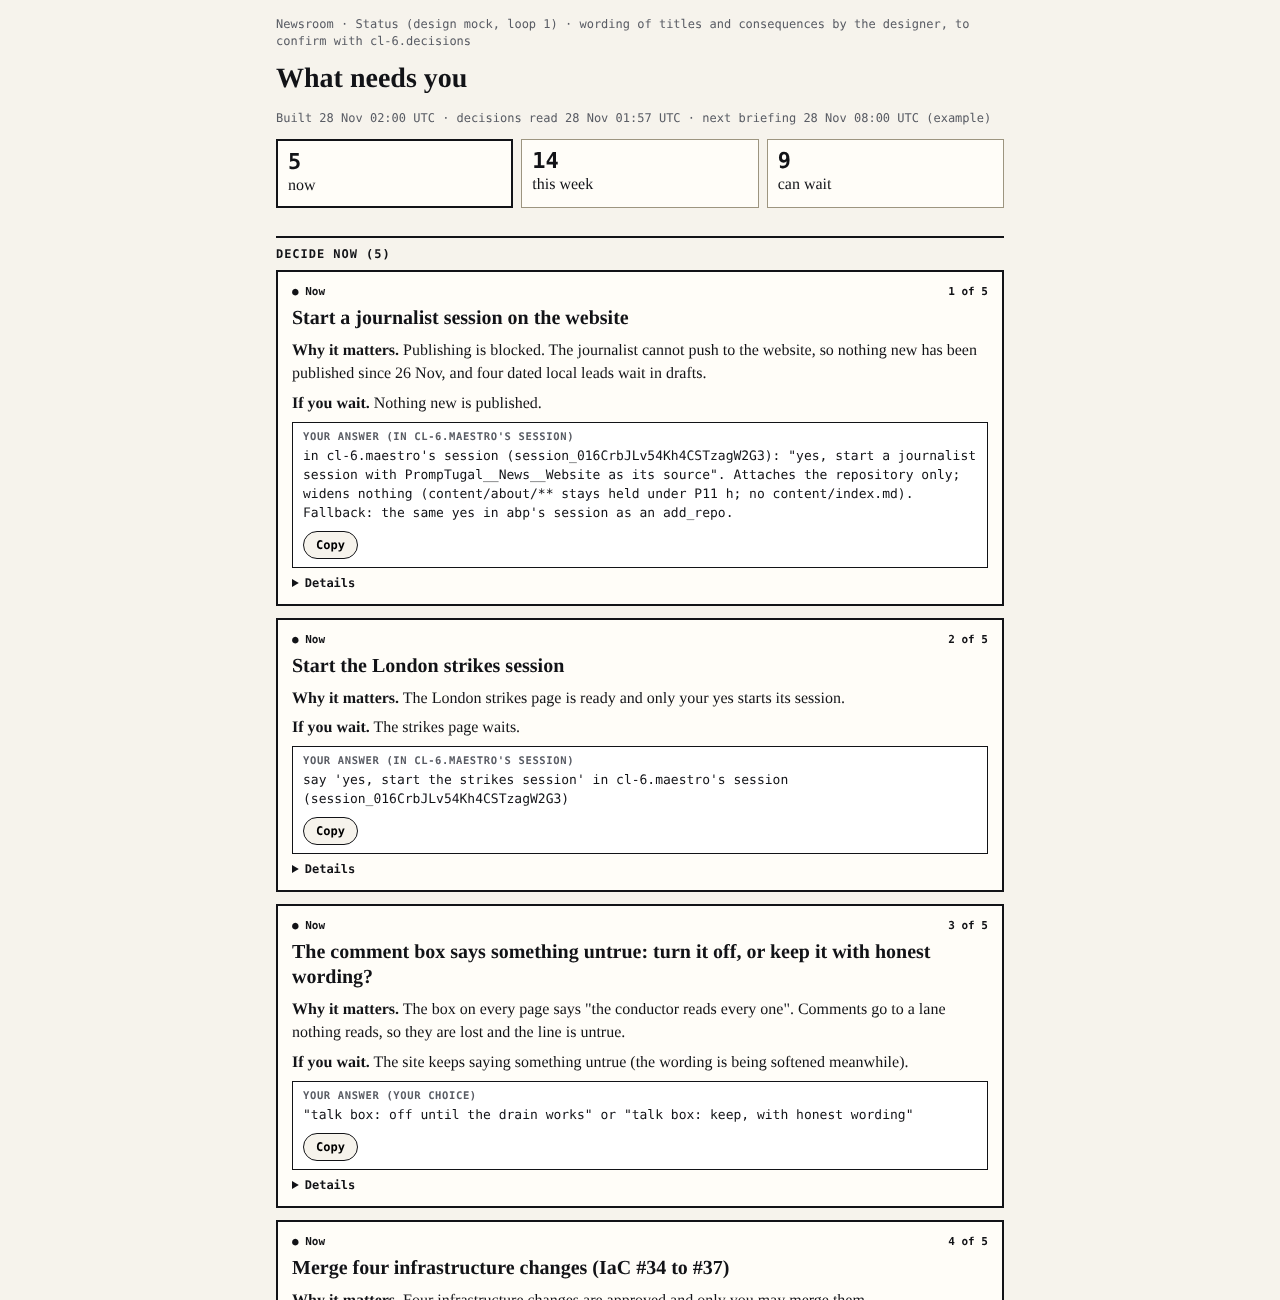 Newsroom · Status (design mock, loop 1) · wording of titles and consequences by the designer, to
confirm with cl-6.decisions
What needs you
Built 28 Nov 02:00 UTC · decisions read 28 Nov 01:57 UTC · next briefing 28 Nov 08:00 UTC (example)
5
now
14
this week
9
can wait
DECIDE NOW (5)
● Now
1 of 5
Start a journalist session on the website
Why it matters. Publishing is blocked. The journalist cannot push to the website, so nothing new has been
published since 26 Nov, and four dated local leads wait in drafts.
If you wait. Nothing new is published.
YOUR ANSWER (IN CL-6.MAESTRO'S SESSION)
in cl-6.maestro's session (session_016CrbJLv54Kh4CSTzagW2G3): "yes, start a journalist
session with PrompTugal__News__Website as its source". Attaches the repository only;
widens nothing (content/about/** stays held under P11 h; no content/index.md).
Fallback: the same yes in abp's session as an add_repo.
Copy
▶ Details
● Now
2 of 5
Start the London strikes session
Why it matters. The London strikes page is ready and only your yes starts its session.
If you wait. The strikes page waits.
YOUR ANSWER (IN CL-6.MAESTRO'S SESSION)
say 'yes, start the strikes session' in cl-6.maestro's session
(session_016CrbJLv54Kh4CSTzagW2G3)
Copy
▶ Details
● Now
3 of 5
The comment box says something untrue: turn it off, or keep it with honest
wording?
Why it matters. The box on every page says "the conductor reads every one". Comments go to a lane
nothing reads, so they are lost and the line is untrue.
If you wait. The site keeps saying something untrue (the wording is being softened meanwhile).
YOUR ANSWER (YOUR CHOICE)
"talk box: off until the drain works" or "talk box: keep, with honest wording"
Copy
▶ Details
● Now
4 of 5
Merge four infrastructure changes (IaC #34 to #37)
Why it matters. Four infrastructure changes are approved and only you may merge them.